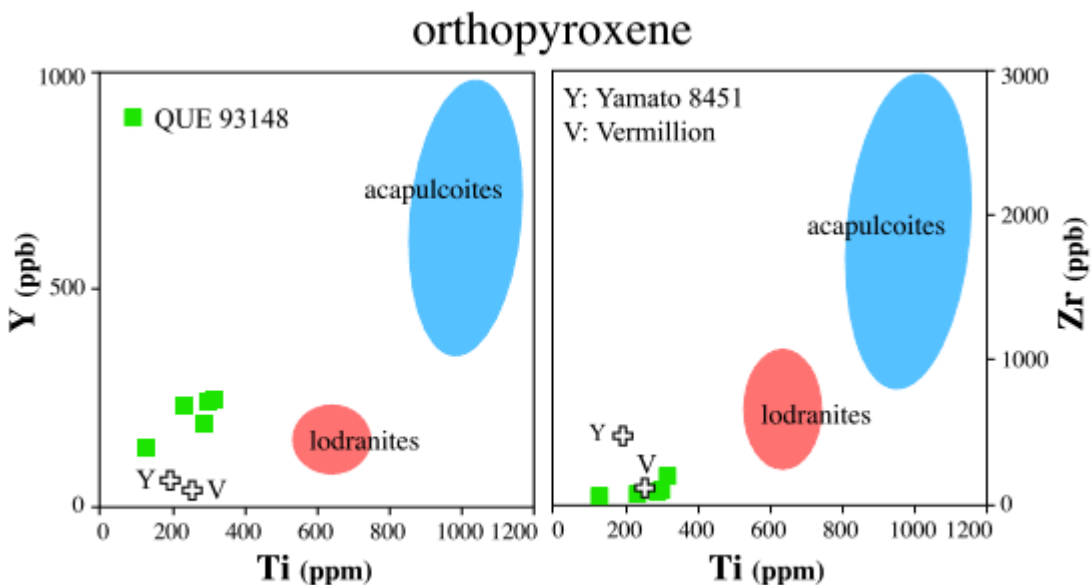 orthopyroxene
1000
QUE 93148
acapulcoites
500
Y (ppb)
lodranites
Y
V
0
0 200 400 600 800 1000 1200
Ti (ppm)
3000
Y: Yamato 8451
V: Vermillion
acapulcoites
2000
Zr (ppb)
1000
lodranites
Y
V
0
0 200 400 600 800 1000 1200
Ti (ppm)